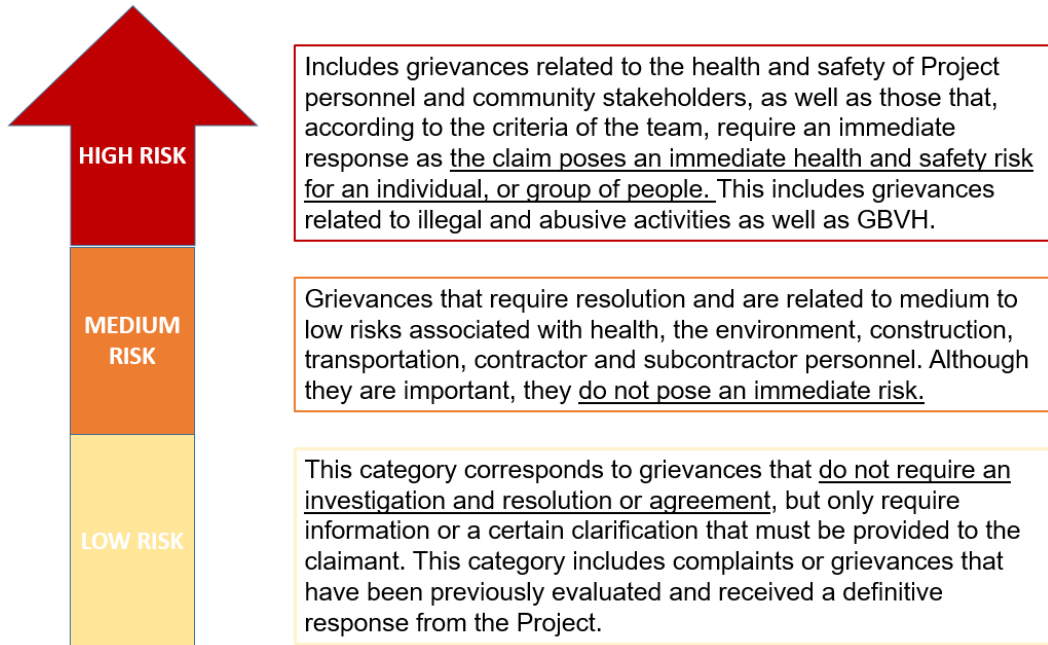 HIGH RISK
Includes grievances related to the health and safety of Project
personnel and community stakeholders, as well as those that,
according to the criteria of the team, require an immediate
response as the claim poses an immediate health and safety risk
for an individual, or group of people. This includes grievances
related to illegal and abusive activities as well as GBVH.
MEDIUM
RISK
Grievances that require resolution and are related to medium to
low risks associated with health, the environment, construction,
transportation, contractor and subcontractor personnel. Although
they are important, they do not pose an immediate risk.
LOW RISK
This category corresponds to grievances that do not require an
investigation and resolution or agreement, but only require
information or a certain clarification that must be provided to the
claimant. This category includes complaints or grievances that
have been previously evaluated and received a definitive
response from the Project.